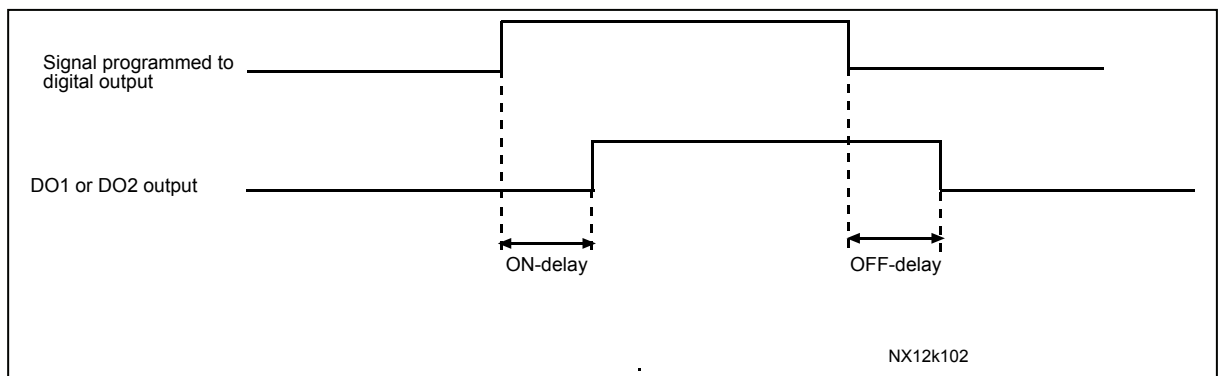 Signal programmed to
digital output
DO1 or DO2 output
ON-delay
OFF-delay
NX12k102